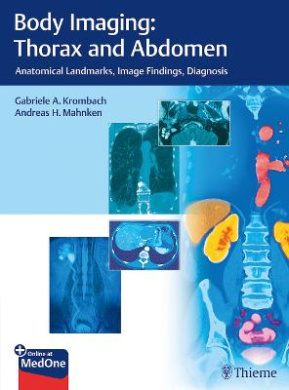 Body Imaging:
Thorax and Abdomen
Anatomical Landmarks, Image Findings, Diagnosis
Gabriele A. Krombach
Andreas H. Mahnken
+ Online at
MedOne
Thieme